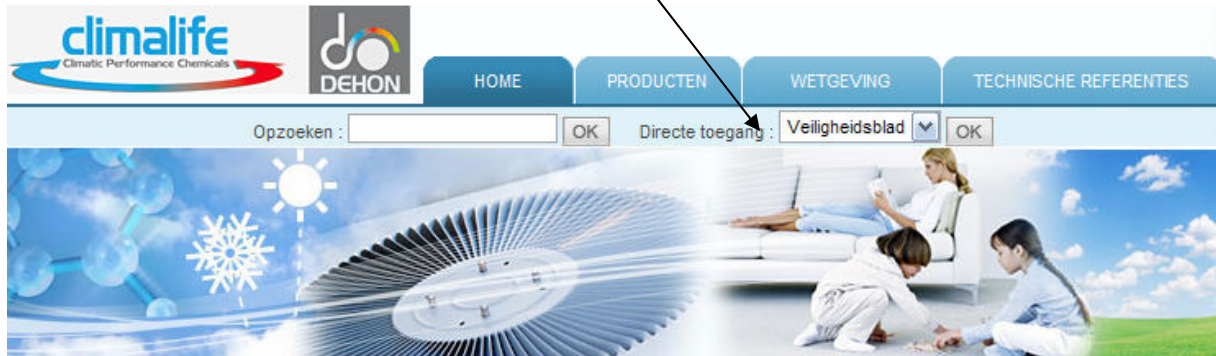 climalife
Climatic Performance Chemicals
DEHON
HOME PRODUCTEN WETGEVING TECHNISCHE REFERENTIES
Opzoeken : OK Directe toegang : Veiligheidsblad OK